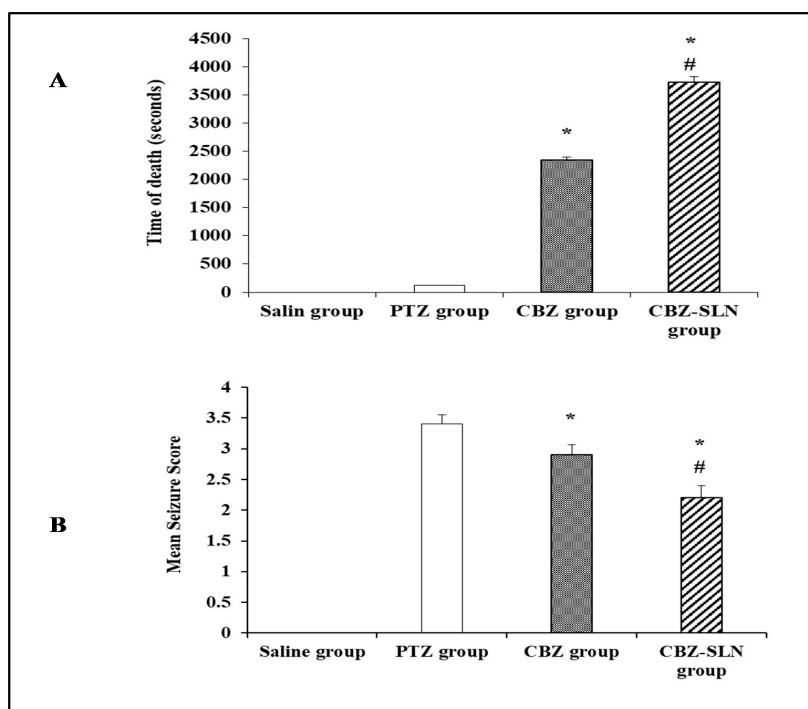 A
Time of death (seconds)
4500
4000
3500
3000
2500
2000
1500
1000
500
0
*
*
#
Salin group
PTZ group
CBZ group
CBZ-SLN
group
B
Mean Seizure Score
4
3.5
3
2.5
2
1.5
1
0.5
0
*
*
#
Saline group
PTZ group
CBZ group
CBZ-SLN
group